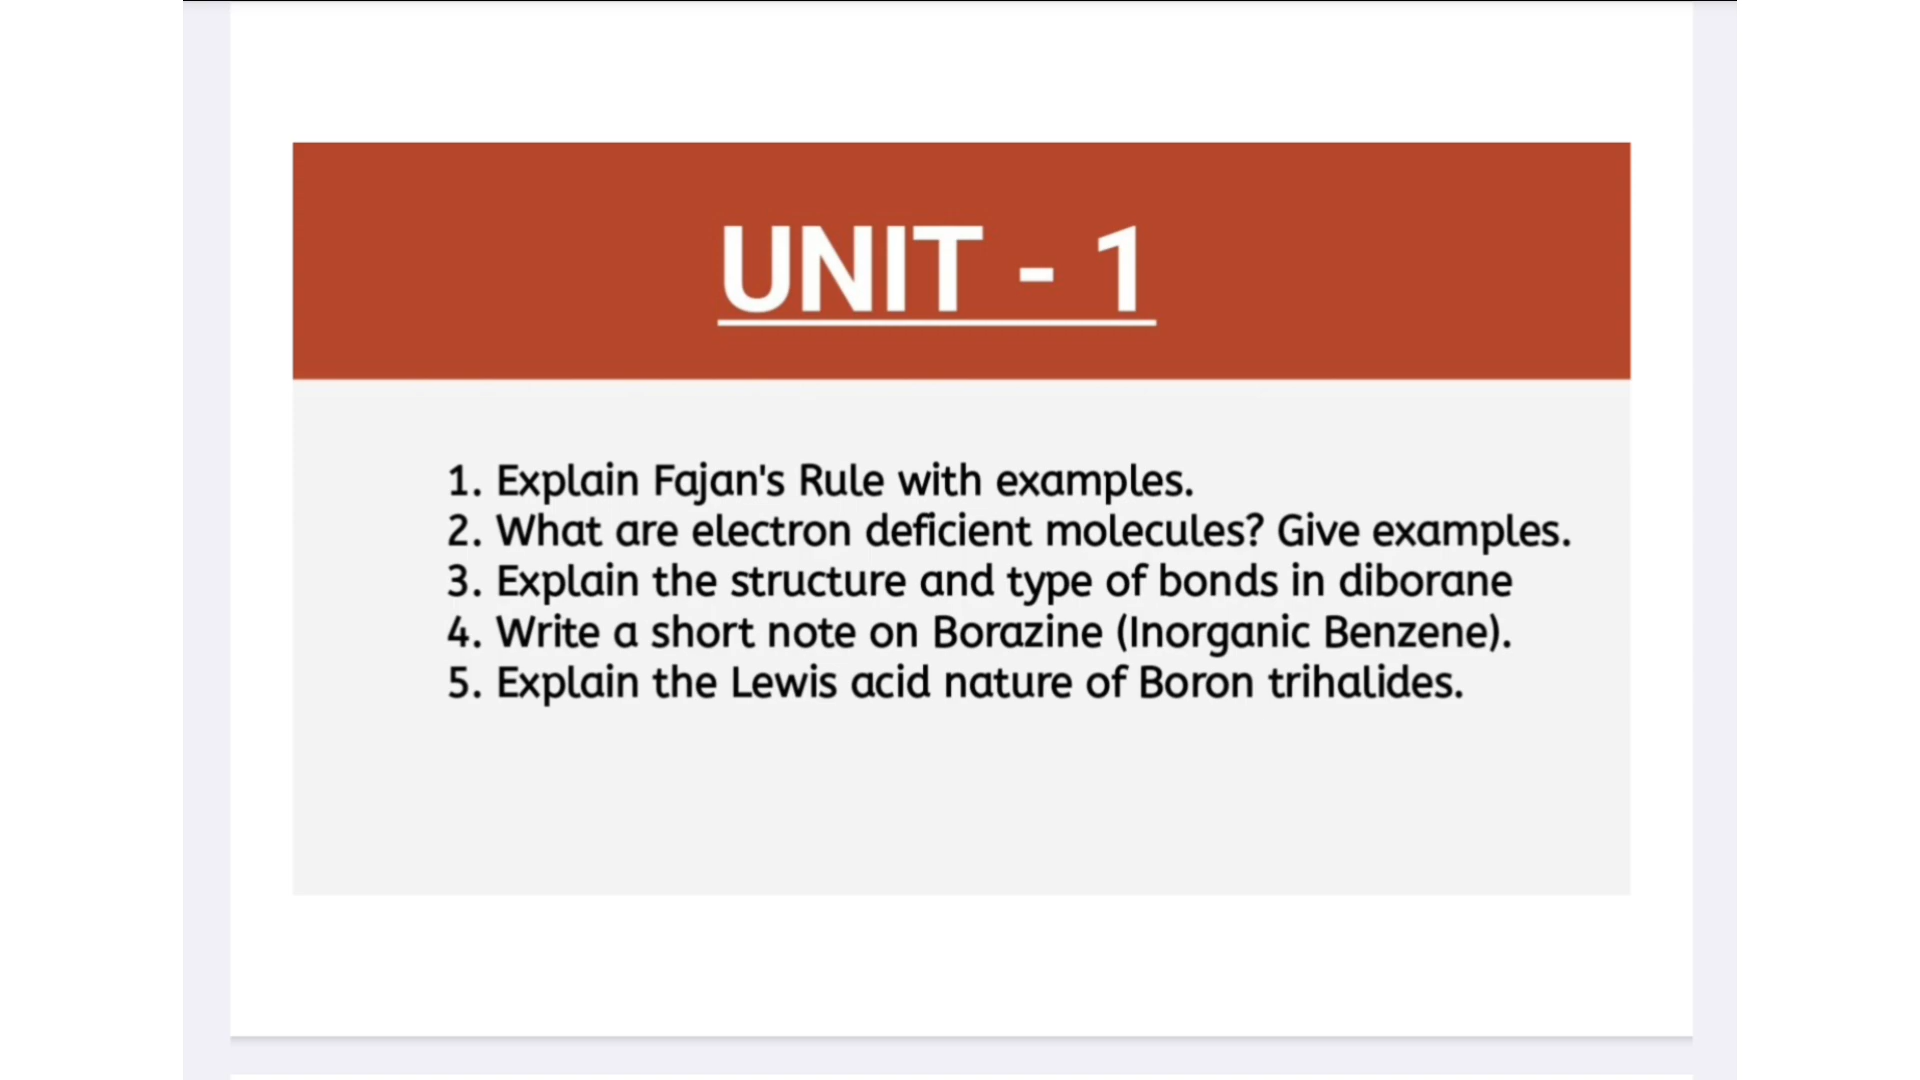 UNIT - 1
1. Explain Fajan's Rule with examples.
2. What are electron deficient molecules? Give examples.
3. Explain the structure and type of bonds in diborane
4. Write a short note on Borazine (Inorganic Benzene).
5. Explain the Lewis acid nature of Boron trihalides.